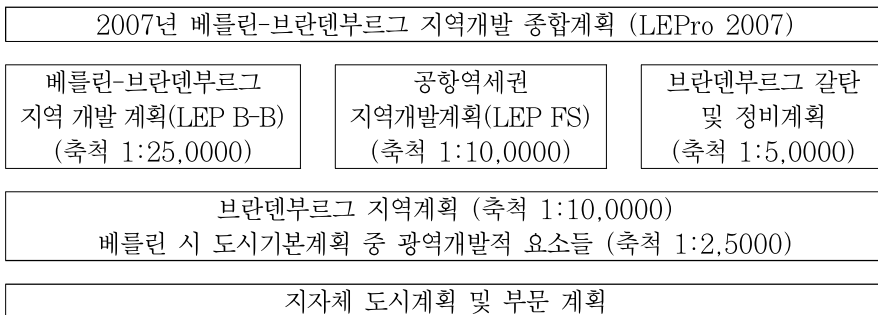 2007년 베를린-브란덴부르그 지역개발 종합계획 (LEPro 2007)
베를린-브란덴부르그
지역 개발 계획(LEP B-B)
(축척 1:25,0000)
공항역세권
지역개발계획(LEP FS)
(축척 1:10,0000)
브란덴부르그 갈탄
및 정비계획
(축척 1:5,0000)
브란덴부르그 지역계획 (축척 1:10,0000)
베를린 시 도시기본계획 중 광역개발적 요소들 (축척 1:2,5000)
지자체 도시계획 및 부문 계획